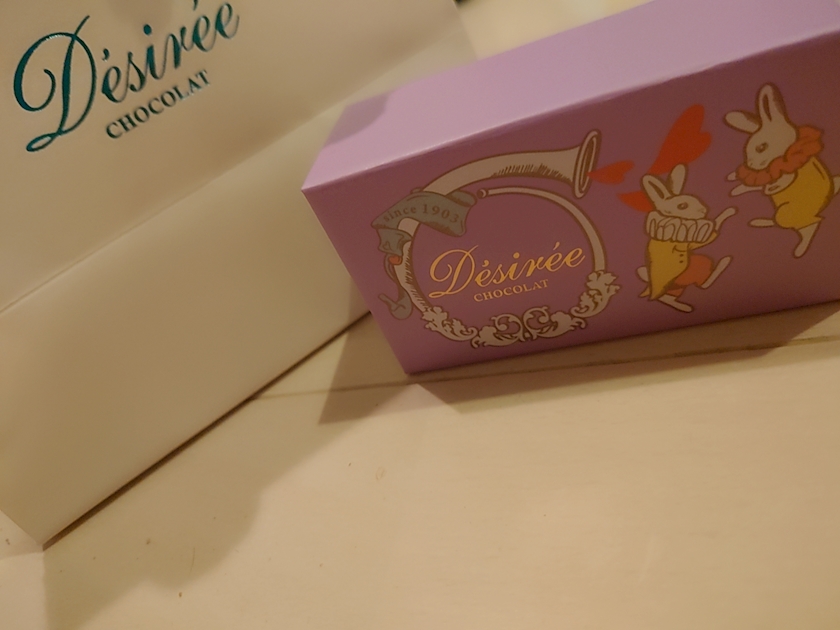 Désirée
CHOCOLAT
since 1903
Désirée
CHOCOLAT